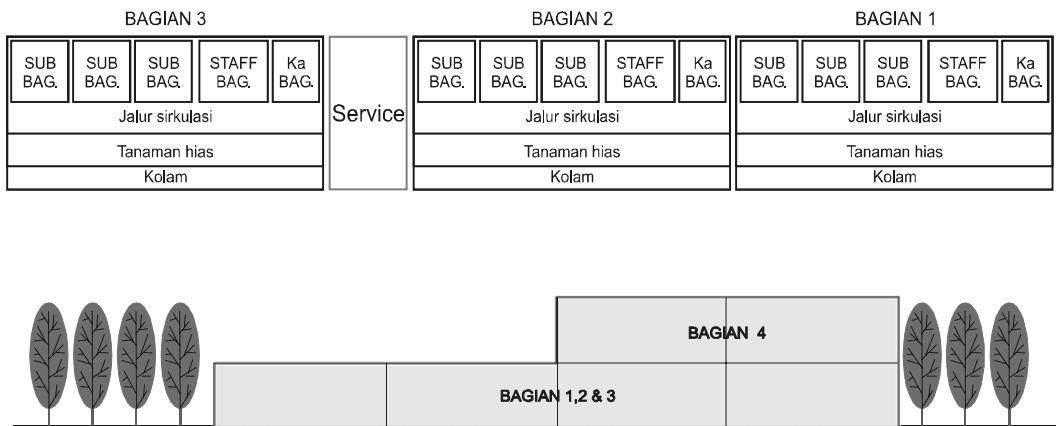 BAGIAN 3
BAGIAN 2
BAGIAN 1
SUB BAG.
SUB BAG.
SUB BAG.
STAFF BAG.
Ka BAG.
Jalur sirkulasi
Tanaman hias
Kolam
Service
SUB BAG.
SUB BAG.
SUB BAG.
STAFF BAG.
Ka BAG.
Jalur sirkulasi
Tanaman hias
Kolam
SUB BAG.
SUB BAG.
SUB BAG.
STAFF BAG.
Ka BAG.
Jalur sirkulasi
Tanaman hias
Kolam
BAGIAN 4
BAGIAN 1,2 & 3